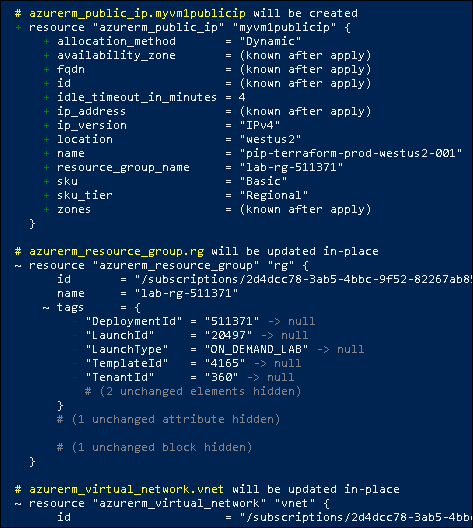 # azurerm_public_ip.myvm1publicip will be created
+ resource "azurerm_public_ip" "myvm1publicip" {
+ allocation_method = "Dynamic"
+ availability_zone = (known after apply)
+ fqdn = (known after apply)
+ id = (known after apply)
+ idle_timeout_in_minutes = 4
+ ip_address = (known after apply)
+ ip_version = "IPv4"
+ location = "westus2"
+ name = "pip-terraform-prod-westus2-001"
+ resource_group_name = "lab-rg-511371"
+ sku = "Basic"
+ sku_tier = "Regional"
+ zones = (known after apply)
}
# azurerm_resource_group.rg will be updated in-place
~ resource "azurerm_resource_group" "rg" {
id = "/subscriptions/2d4dcc78-3ab5-4bbc-9f52-82267ab85
name = "lab-rg-511371"
~ tags = {
- "DeploymentId" = "511371" -> null
- "LaunchId" = "20497" -> null
- "LaunchType" = "ON_DEMAND_LAB" -> null
- "TemplateId" = "4165" -> null
- "TenantId" = "360" -> null
# (2 unchanged elements hidden)
}
# (1 unchanged attribute hidden)
# (1 unchanged block hidden)
}
# azurerm_virtual_network.vnet will be updated in-place
~ resource "azurerm_virtual_network" "vnet" {
id = "/subscriptions/2d4dcc78-3ab5-4bb